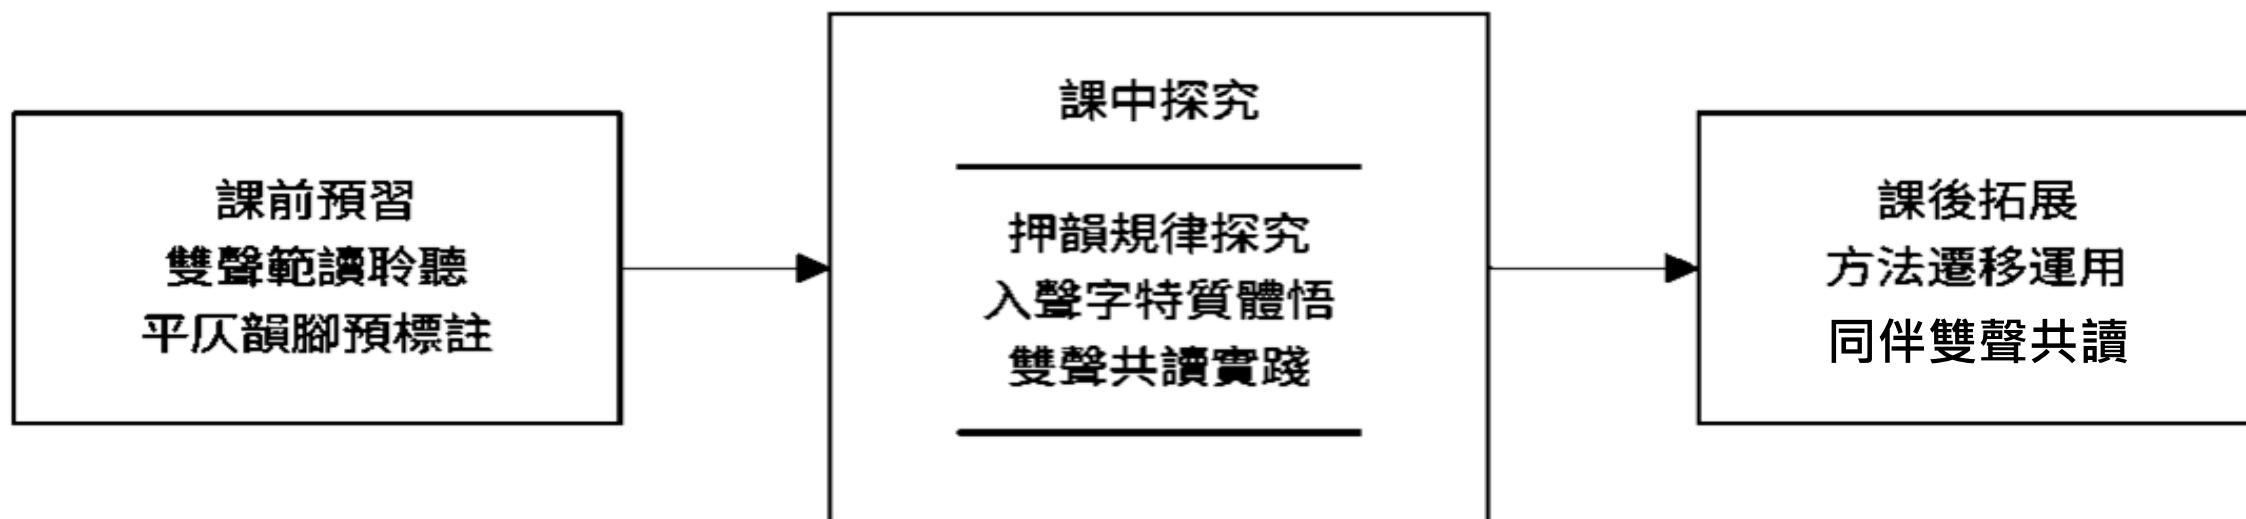 課前預習
雙聲範讀聆聽
平仄韻腳預標註
課中探究
押韻規律探究
入聲字特質體悟
雙聲共讀實踐
課後拓展
方法遷移運用
同伴雙聲共讀